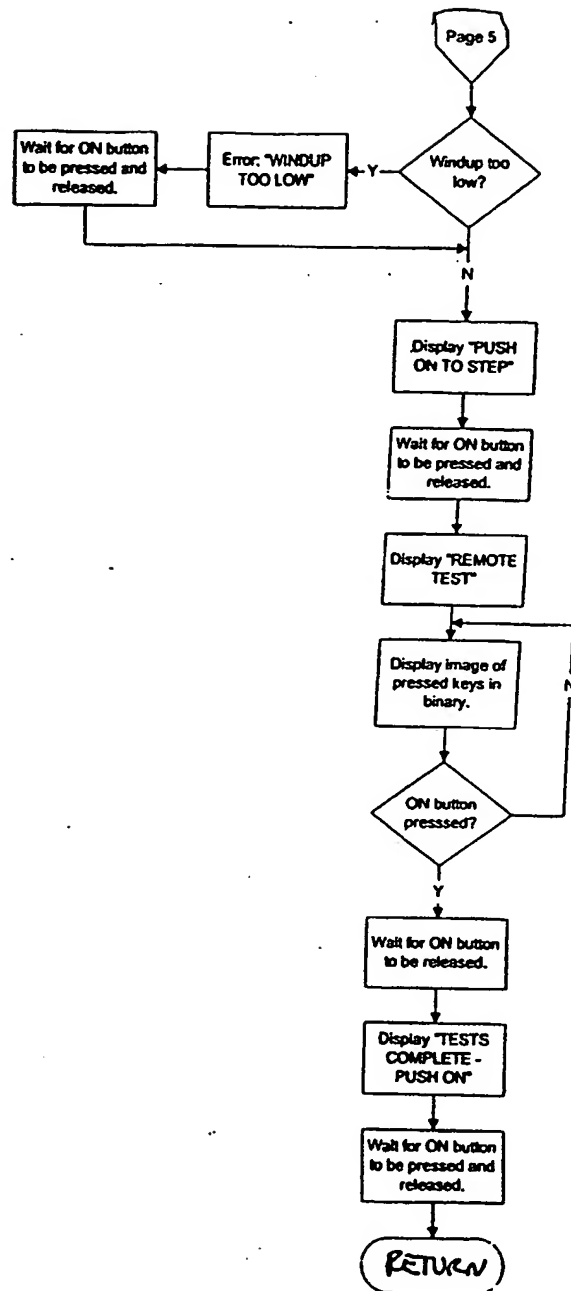 Page 5
Windup too
low?
Y
Error: "WINDUP
TOO LOW"
Wait for ON button
to be pressed and
released.
N
Display "PUSH
ON TO STEP"
Wait for ON button
to be pressed and
released.
Display "REMOTE
TEST"
Display image of
pressed keys in
binary.
N
ON button
presssed?
Y
Wait for ON button
to be released.
Display "TESTS
COMPLETE -
PUSH ON"
Wait for ON button
to be pressed and
released.
RETURN